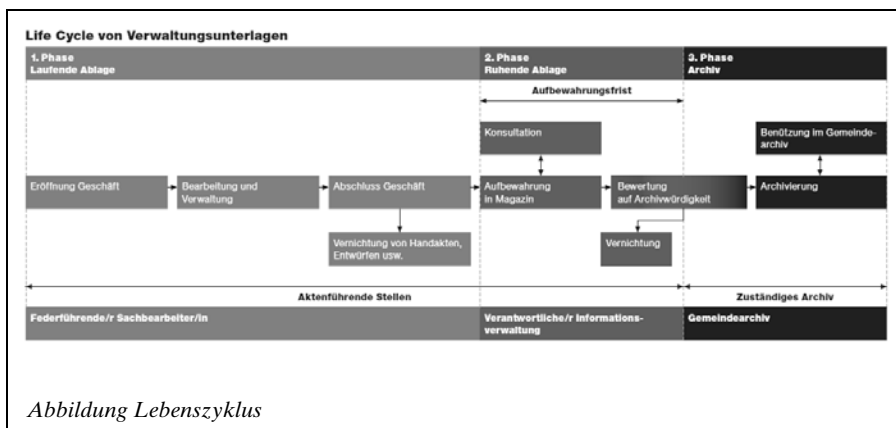 Life Cycle von Verwaltungsunterlagen
1. Phase
Laufende Ablage
2. Phase
Ruhende Ablage
3. Phase
Archiv
Aufbewahrungsfrist
Konsultation
Benützung im Gemeinde-
archiv
Eröffnung Geschäft
Bearbeitung und
Verwaltung
Abschluss Geschäft
Aufbewahrung
in Magazin
Bewertung
auf Archivwürdigkeit
Archivierung
Vernichtung von Handakten,
Entwürfen usw.
Vernichtung
Aktenführende Stellen
Zuständiges Archiv
Federführende/r Sachbearbeiter/in
Verantwortliche/r Informations-
verwaltung
Gemeindearchiv
Abbildung Lebenszyklus